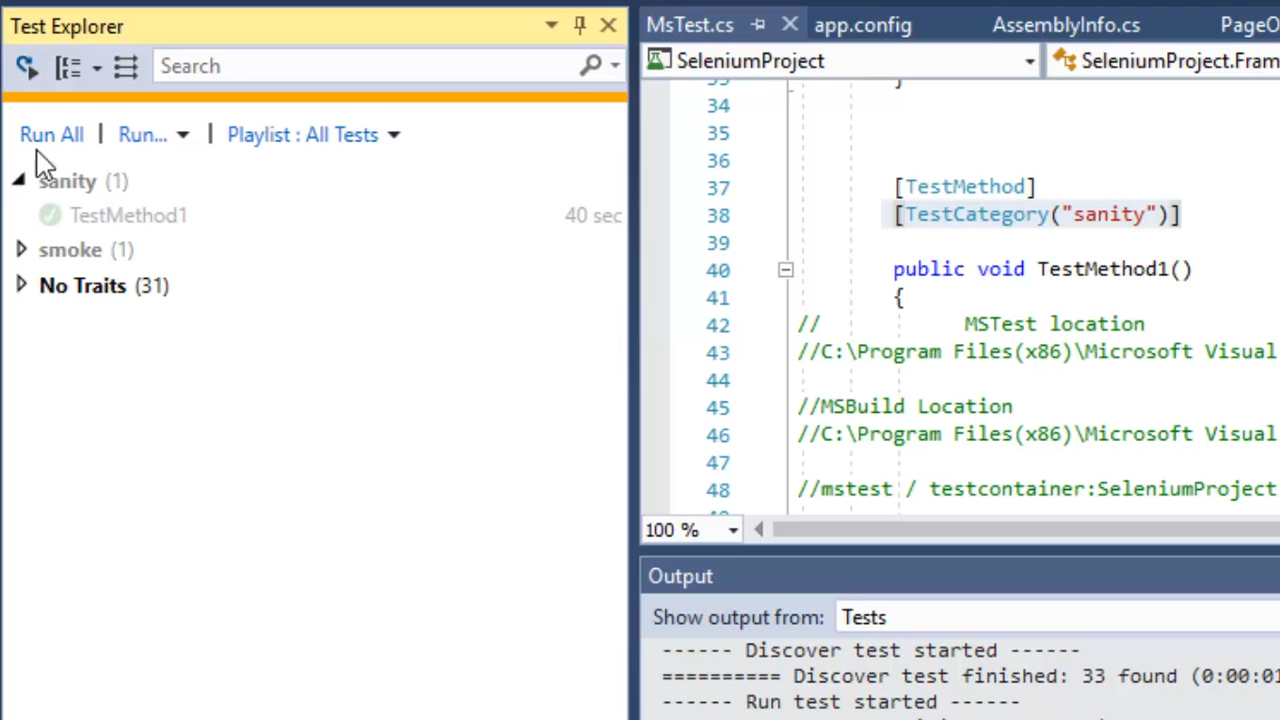 Test Explorer
Search
Run All | Run... | Playlist : All Tests
sanity (1)
TestMethod1 40 sec
smoke (1)
No Traits (31)
MsTest.cs app.config AssemblyInfo.cs
SeleniumProject SeleniumProject.Fram
34
35
36
37 [TestMethod]
38 [TestCategory("sanity")]
39
40 public void TestMethod1()
41 {
42 // MSTest location
43 //C:\Program Files(x86)\Microsoft Visual
44
45 //MSBuild Location
46 //C:\Program Files(x86)\Microsoft Visual
47
48 //mstest / testcontainer:SeleniumProject
100 %
Output
Show output from: Tests
------ Discover test started ------
========== Discover test finished: 33 found (0:00:01
------ Run test started ------